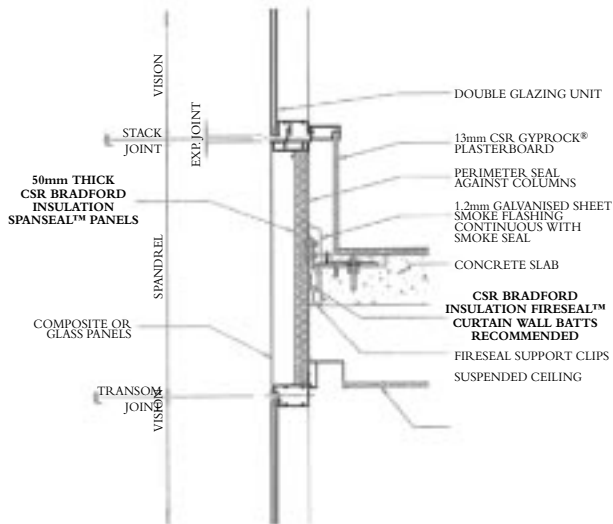 VISION
STACK
JOINT
EXP.JOINT
50mm THICK
CSR BRADFORD
INSULATION
SPANSEAL™ PANELS
SPANDREL
COMPOSITE OR
GLASS PANELS
TRANSOM
JOINT
VISION
DOUBLE GLAZING UNIT
13mm CSR GYPROCK®
PLASTERBOARD
PERIMETER SEAL
AGAINST COLUMNS
1.2mm GALVANISED SHEET
SMOKE FLASHING
CONTINUOUS WITH
SMOKE SEAL
CONCRETE SLAB
CSR BRADFORD
INSULATION FIRESEAL™
CURTAIN WALL BATTS
RECOMMENDED
FIRESEAL SUPPORT CLIPS
SUSPENDED CEILING